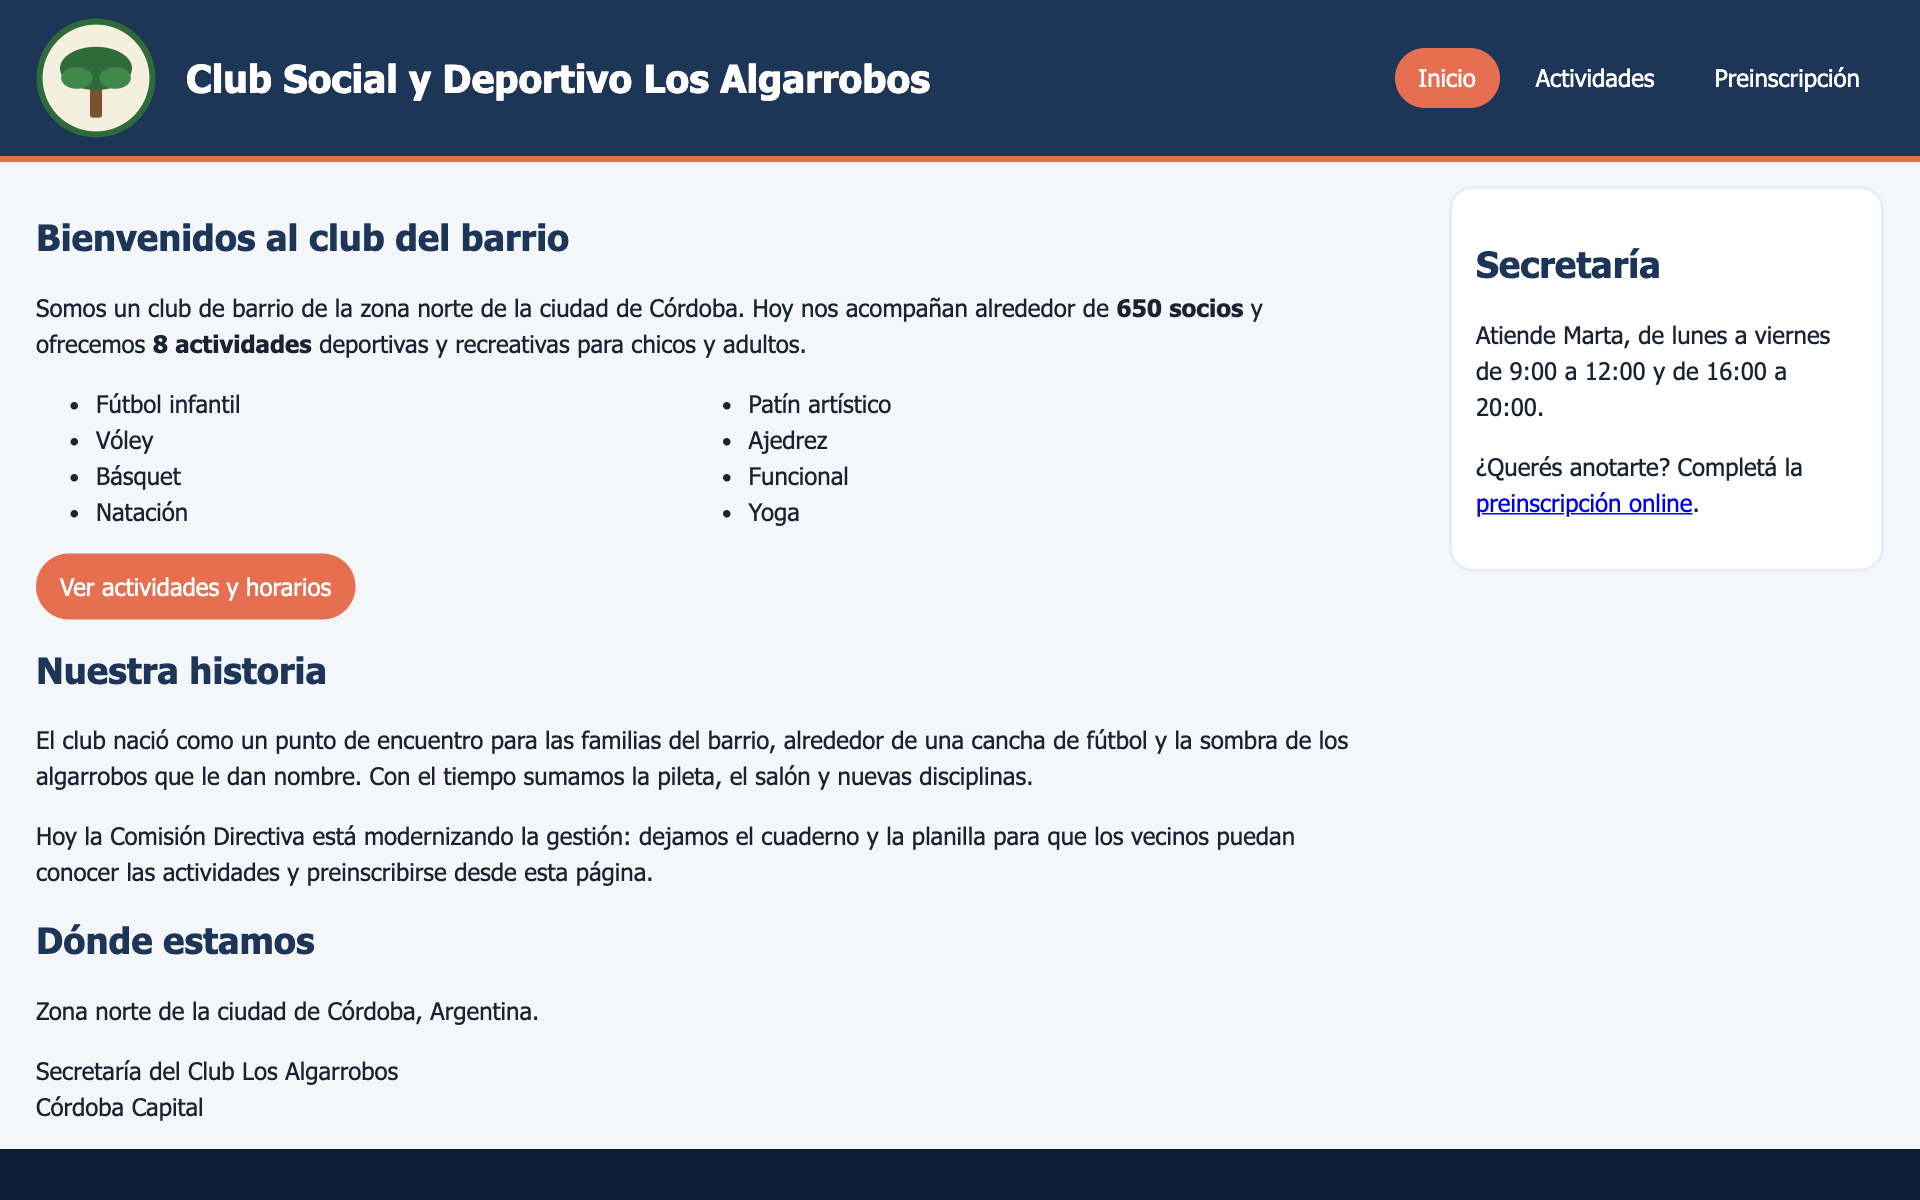 Club Social y Deportivo Los Algarrobos
Inicio
Actividades
Preinscripción
Bienvenidos al club del barrio
Somos un club de barrio de la zona norte de la ciudad de Córdoba. Hoy nos acompañan alrededor de 650 socios y
ofrecemos 8 actividades deportivas y recreativas para chicos y adultos.
• Fútbol infantil
• Vóley
• Básquet
• Natación
• Patín artístico
• Ajedrez
• Funcional
• Yoga
Ver actividades y horarios
Nuestra historia
El club nació como un punto de encuentro para las familias del barrio, alrededor de una cancha de fútbol y la sombra de los
algarrobos que le dan nombre. Con el tiempo sumamos la pileta, el salón y nuevas disciplinas.
Hoy la Comisión Directiva está modernizando la gestión: dejamos el cuaderno y la planilla para que los vecinos puedan
conocer las actividades y preinscribirse desde esta página.
Dónde estamos
Zona norte de la ciudad de Córdoba, Argentina.
Secretaría del Club Los Algarrobos
Córdoba Capital
Secretaría
Atiende Marta, de lunes a viernes
de 9:00 a 12:00 y de 16:00 a
20:00.
¿Querés anotarte? Completá la
preinscripción online.